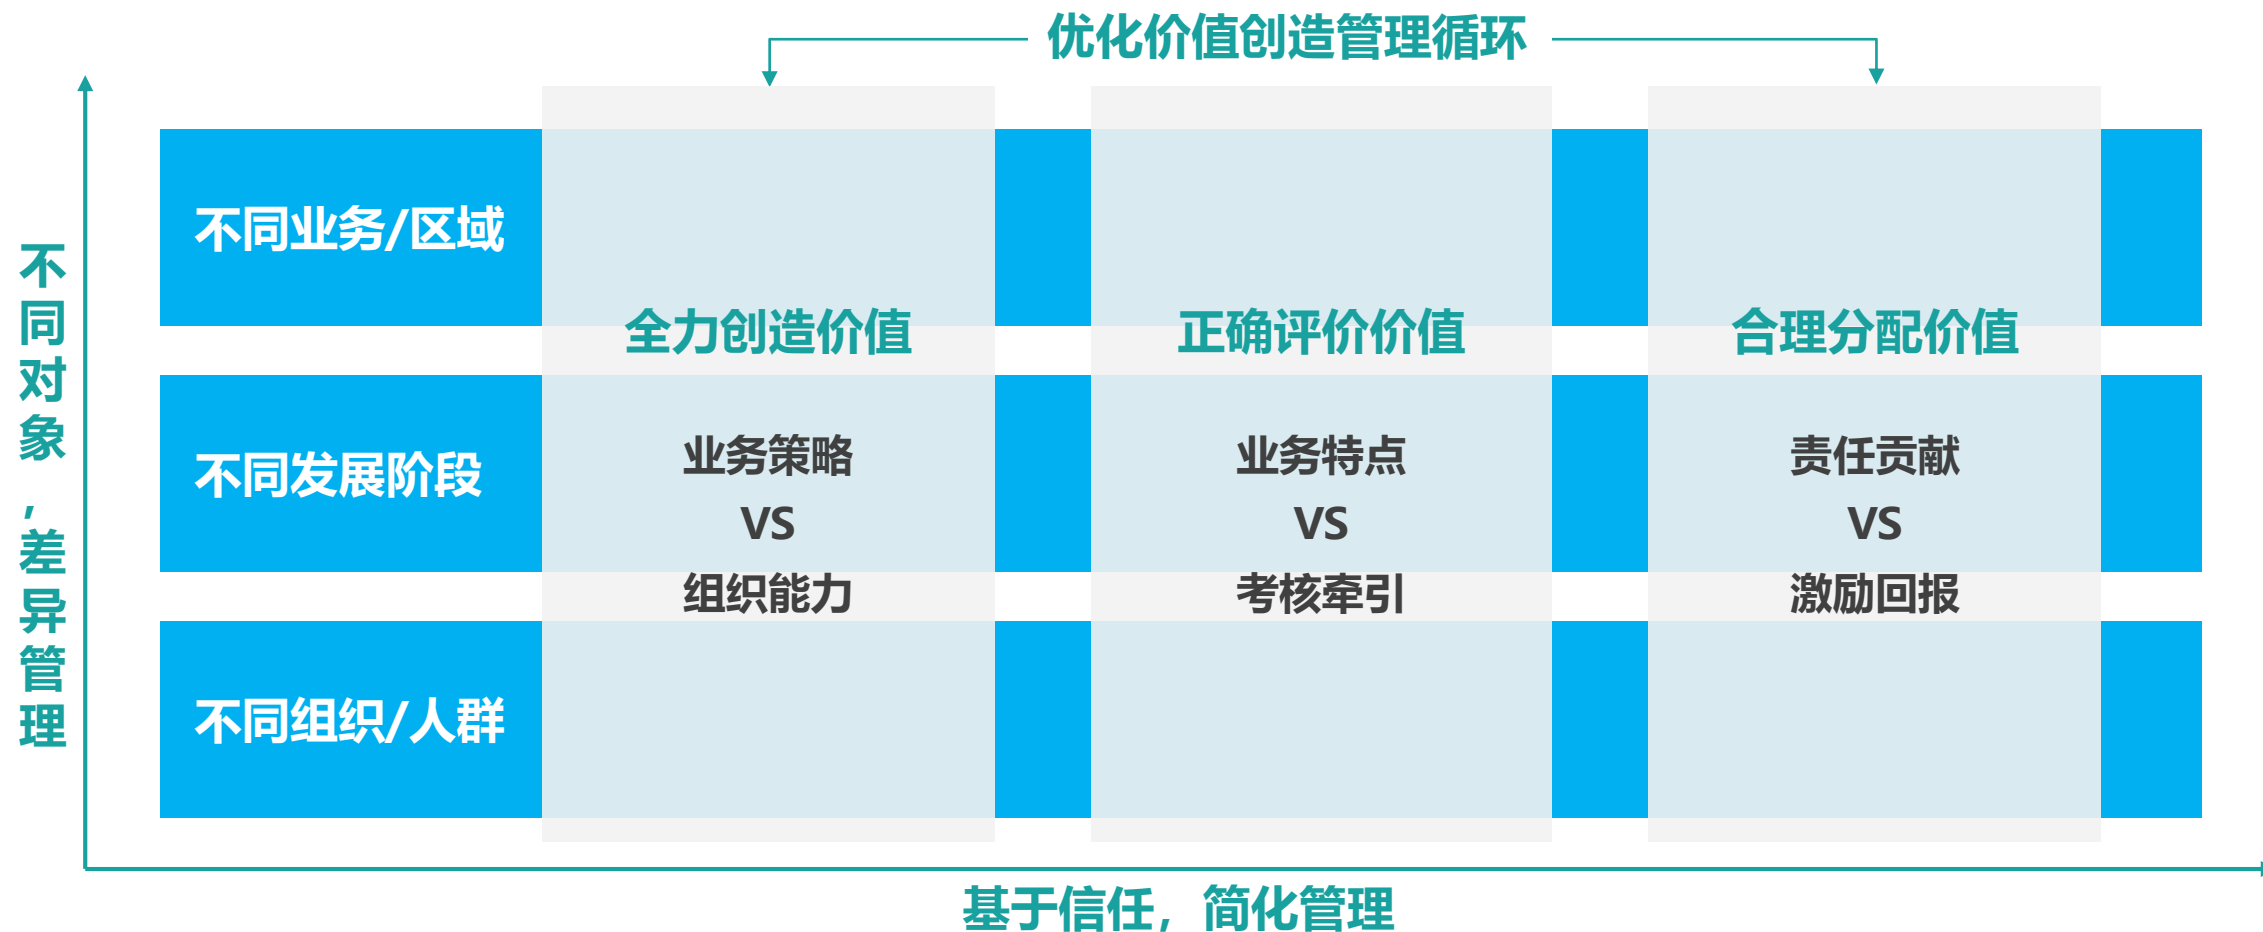 优化价值创造管理循环
不同对象,差异管理
不同业务/区域
全力创造价值
正确评价价值
合理分配价值
不同发展阶段
业务策略
VS
组织能力
业务特点
VS
考核牵引
责任贡献
VS
激励回报
不同组织/人群
基于信任，简化管理